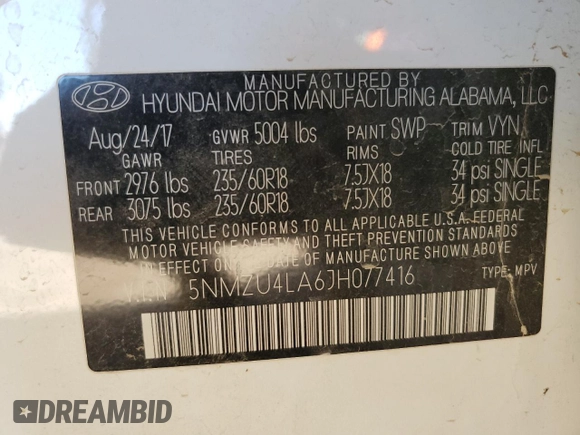 MANUFACTURED BY
HYUNDAI MOTOR MANUFACTURING ALABAMA, LLC
Aug/24/17 GVWR 5004 lbs PAINT SWP TRIM VYN
GAWR TIRES RIMS COLD TIRE INFL
FRONT 2976 lbs 235/60R18 7.5JX18 34 psi SINGLE
REAR 3075 lbs 235/60R18 7.5JX18 34 psi SINGLE
THIS VEHICLE CONFORMS TO ALL APPLICABLE U.S.A. FEDERAL
MOTOR VEHICLE SAFETY AND THEFT PREVENTION STANDARDS
IN EFFECT ON THE DATE OF MANUFACTURE SHOWN ABOVE
V.I.N 5NMZU4LA6JH077416 TYPE: MPV
DREAMBID